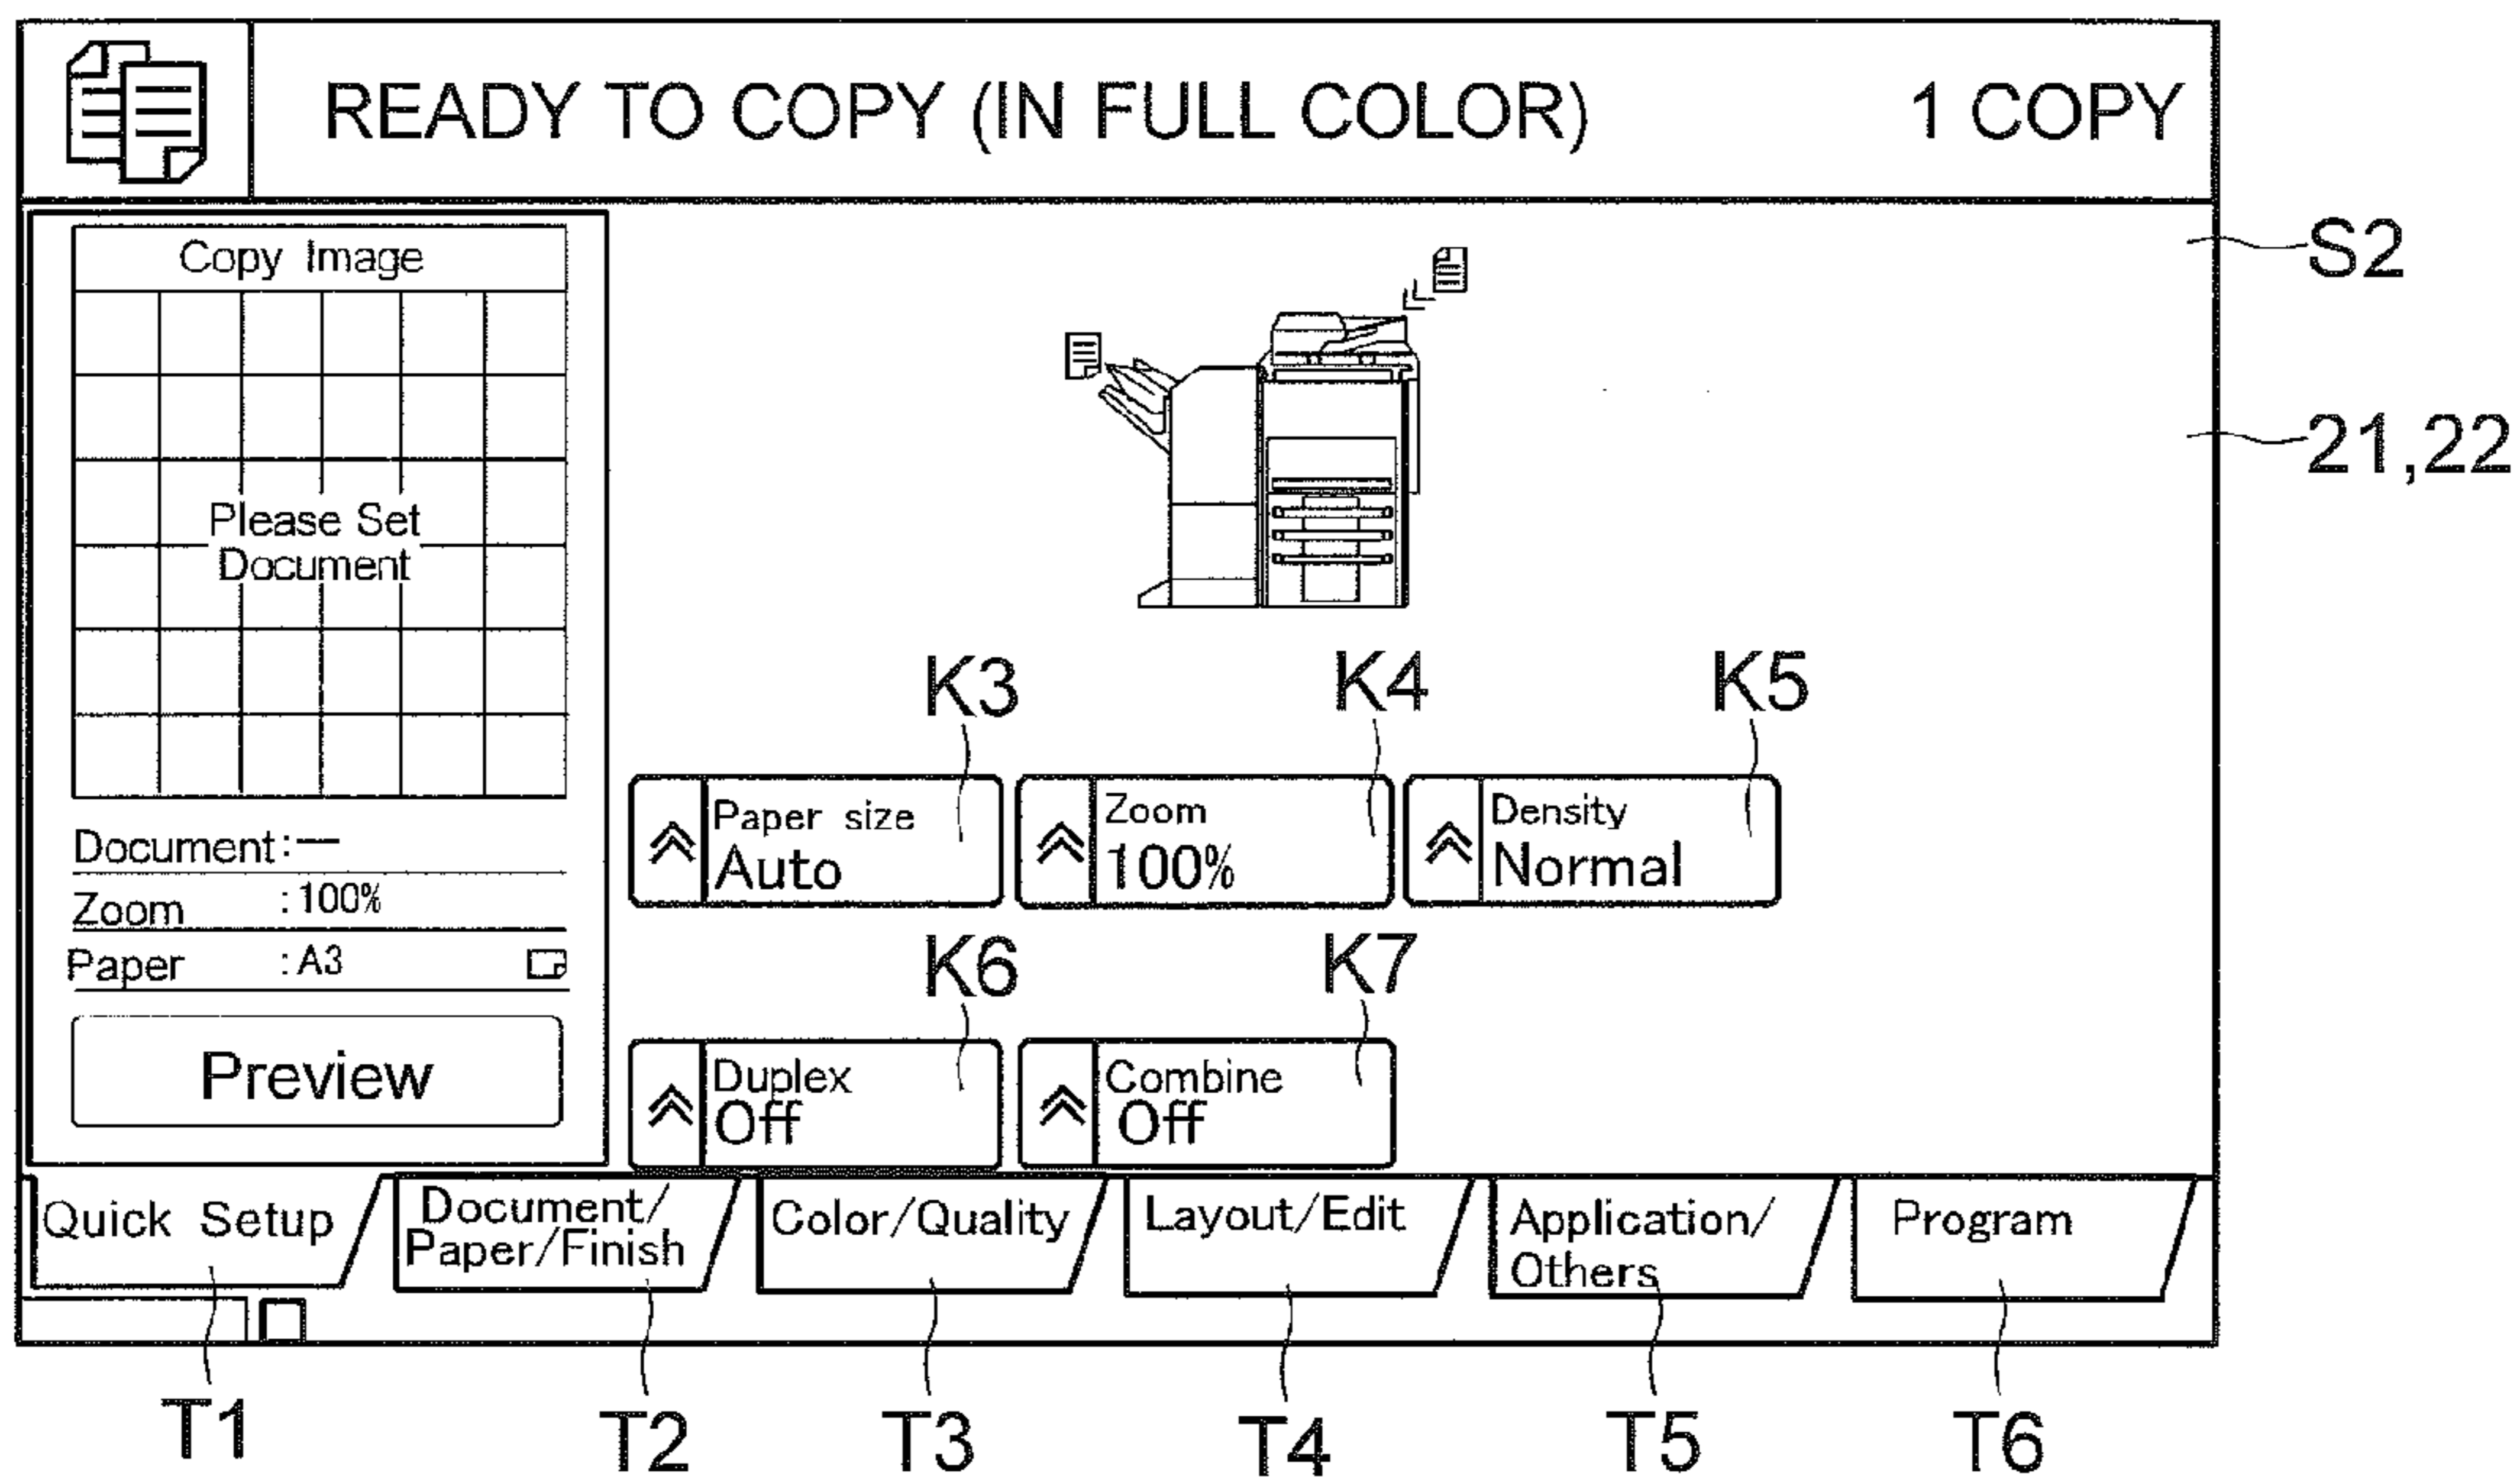 READY TO COPY (IN FULL COLOR) 1 COPY
Copy Image
S2
21,22
Please Set
Document
K3 K4 K5
Paper size
Auto
Zoom
100%
Density
Normal
Document:—
Zoom :100%
Paper :A3
K6 K7
Preview
Duplex
Off
Combine
Off
Quick Setup
Document/
Paper/Finish
Color/Quality
Layout/Edit
Application/
Others
Program
T1 T2 T3 T4 T5 T6